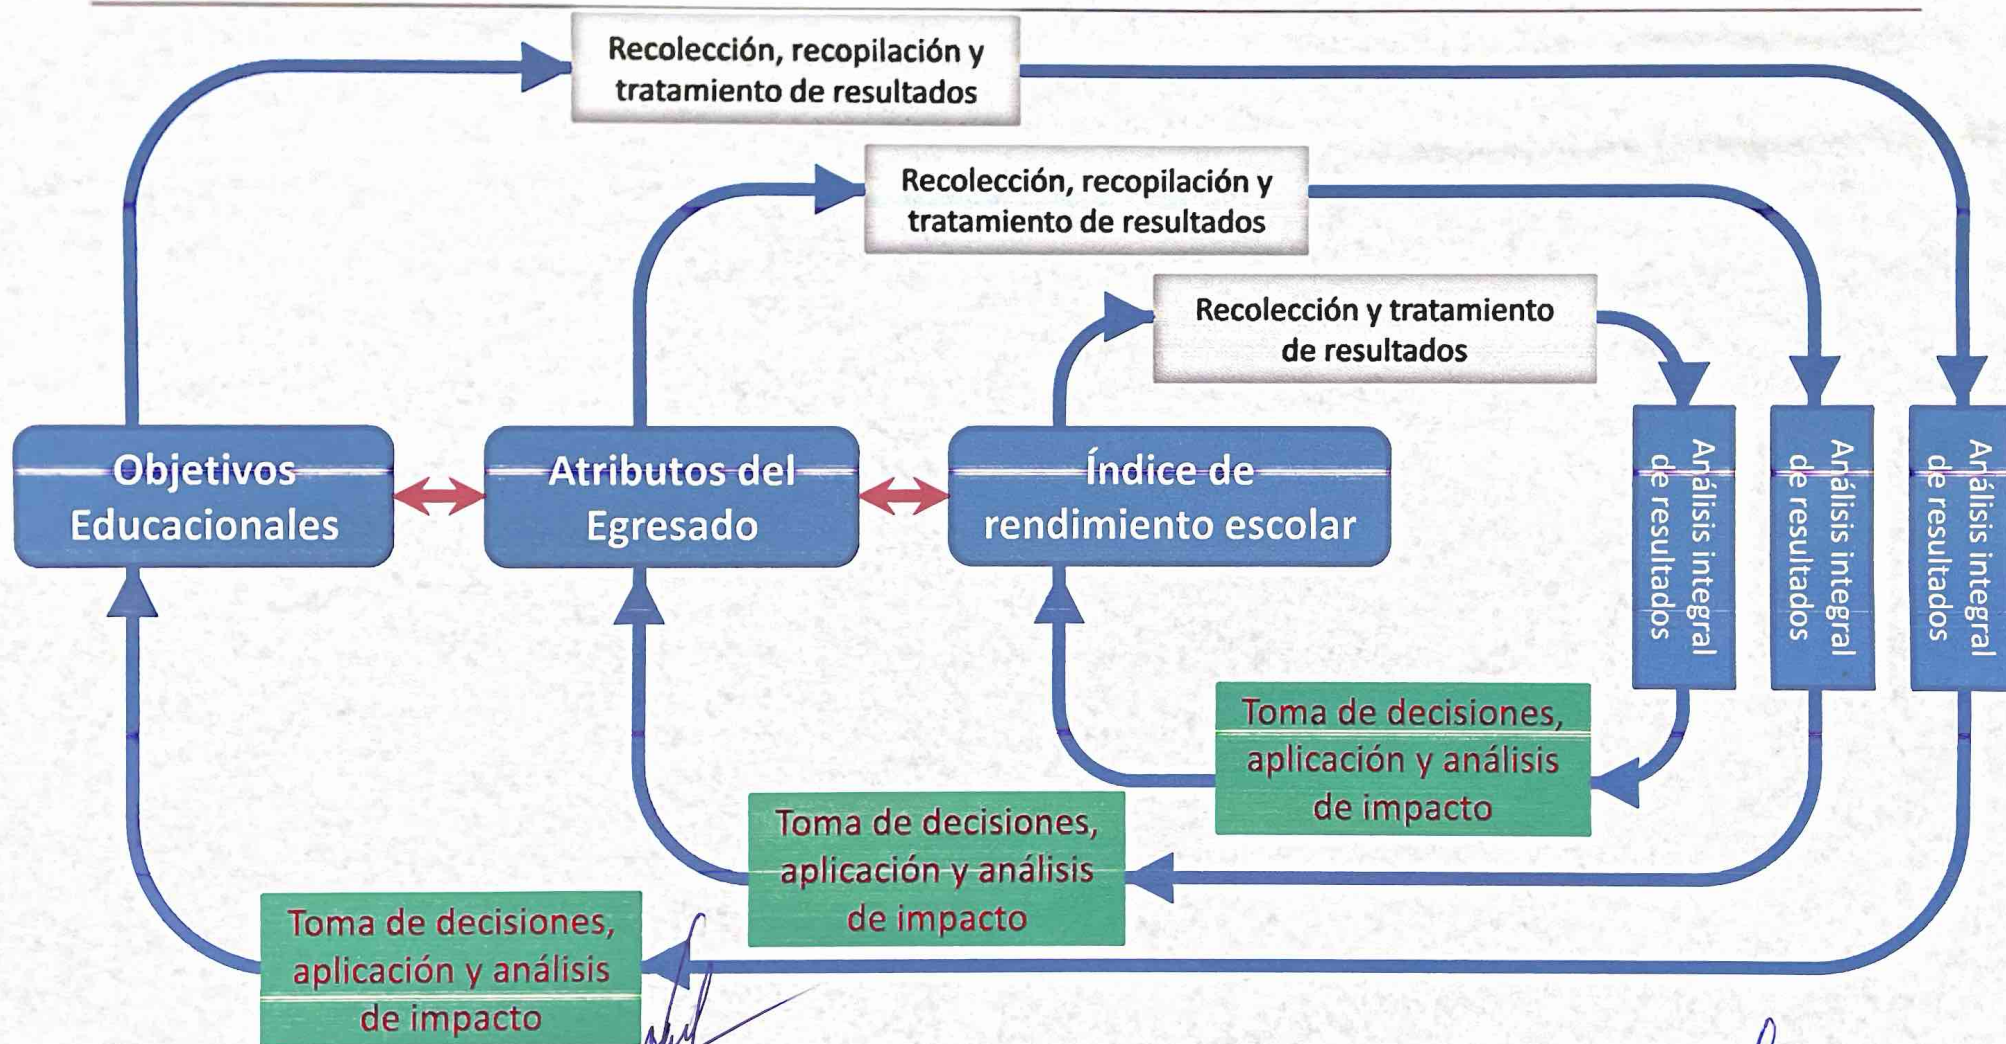 Recolección, recopilación y
tratamiento de resultados
Recolección, recopilación y
tratamiento de resultados
Recolección y tratamiento
de resultados
Objetivos
Educacionales
Atributos del
Egresado
Índice de
rendimiento escolar
Análisis integral
de resultados
Análisis integral
de resultados
Análisis integral
de resultados
Toma de decisiones,
aplicación y análisis
de impacto
Toma de decisiones,
aplicación y análisis
de impacto
Toma de decisiones,
aplicación y análisis
de impacto